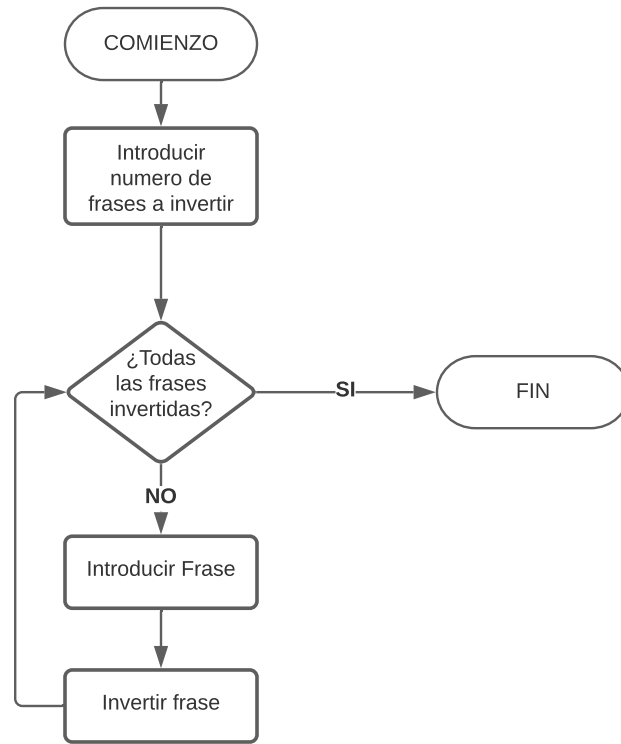 COMIENZO
Introducir
numero de
frases a invertir
¿Todas
las frases
invertidas?
SI
FIN
NO
Introducir Frase
Invertir frase